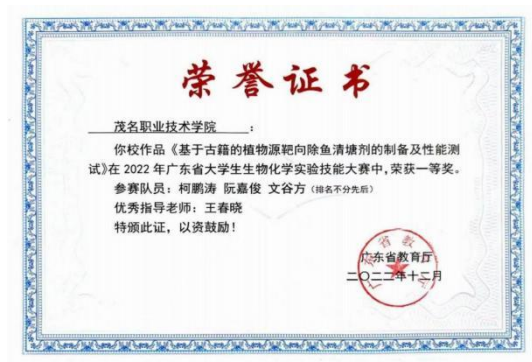 荣誉证书
茂名职业技术学院：
你校作品《基于古籍的植物源靶向除鱼清塘剂的制备及性能测
试》在2022年广东省大学生生物化学实验技能大赛中，荣获一等奖。
参赛队员：柯鹏涛 阮嘉俊 文谷方（排名不分先后）
优秀指导老师：王春晓
特颁此证，以资鼓励！
广东省教育厅
二〇二二年十二月